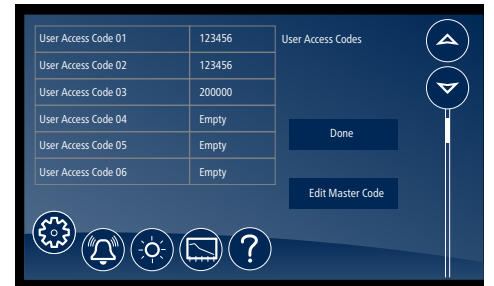 User Access Code 01 123456 User Access Codes
User Access Code 02 123456
User Access Code 03 200000
User Access Code 04 Empty
Done
User Access Code 05 Empty
User Access Code 06 Empty
Edit Master Code
?